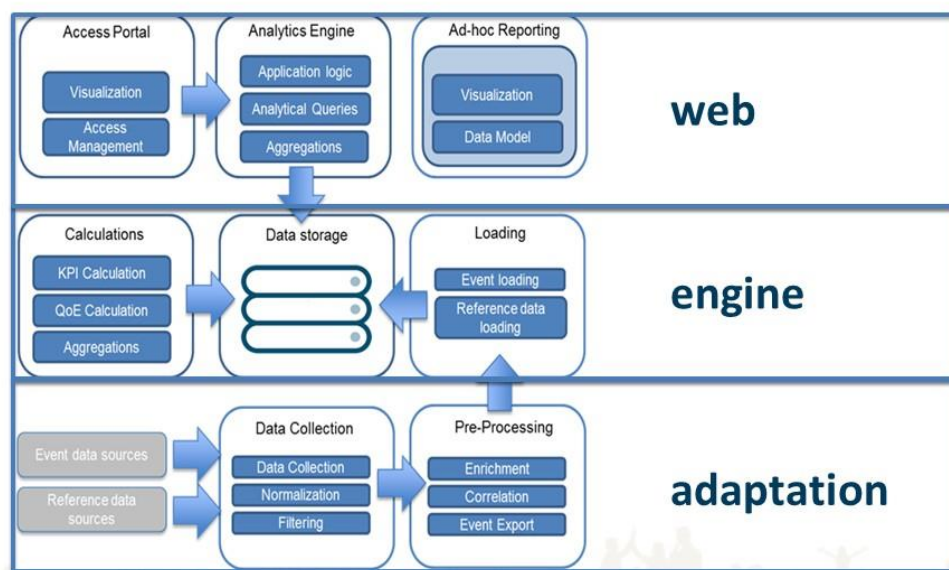 Access Portal
Visualization
Access
Management
Analytics Engine
Application logic
Analytical Queries
Aggregations
Ad-hoc Reporting
Visualization
Data Model
web
Calculations
KPI Calculation
QoE Calculation
Aggregations
Data storage
Loading
Event loading
Reference data
loading
engine
Event data sources
Reference data
sources
Data Collection
Data Collection
Normalization
Filtering
Pre-Processing
Enrichment
Correlation
Event Export
adaptation